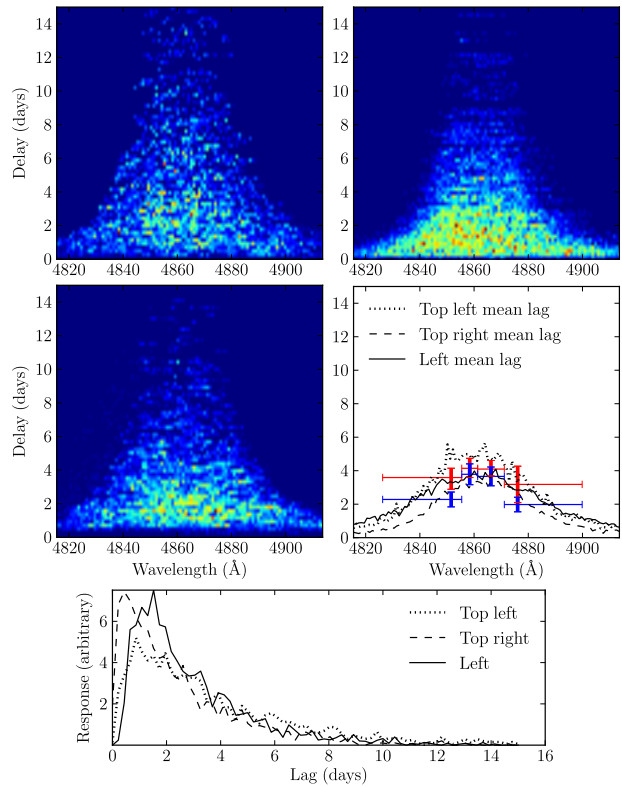 14
12
10
8
6
4
2
0
Delay (days)
4820 4840 4860 4880 4900
14
12
10
8
6
4
2
0
4820 4840 4860 4880 4900
14
12
10
8
6
4
2
0
Delay (days)
4820 4840 4860 4880 4900
Wavelength (Å)
14
12
10
8
6
4
2
0
Top left mean lag
Top right mean lag
Left mean lag
4820 4840 4860 4880 4900
Wavelength (Å)
6
4
2
Response (arbitrary)
Top left
Top right
Left
0 2 4 6 8 10 12 14 16
Lag (days)